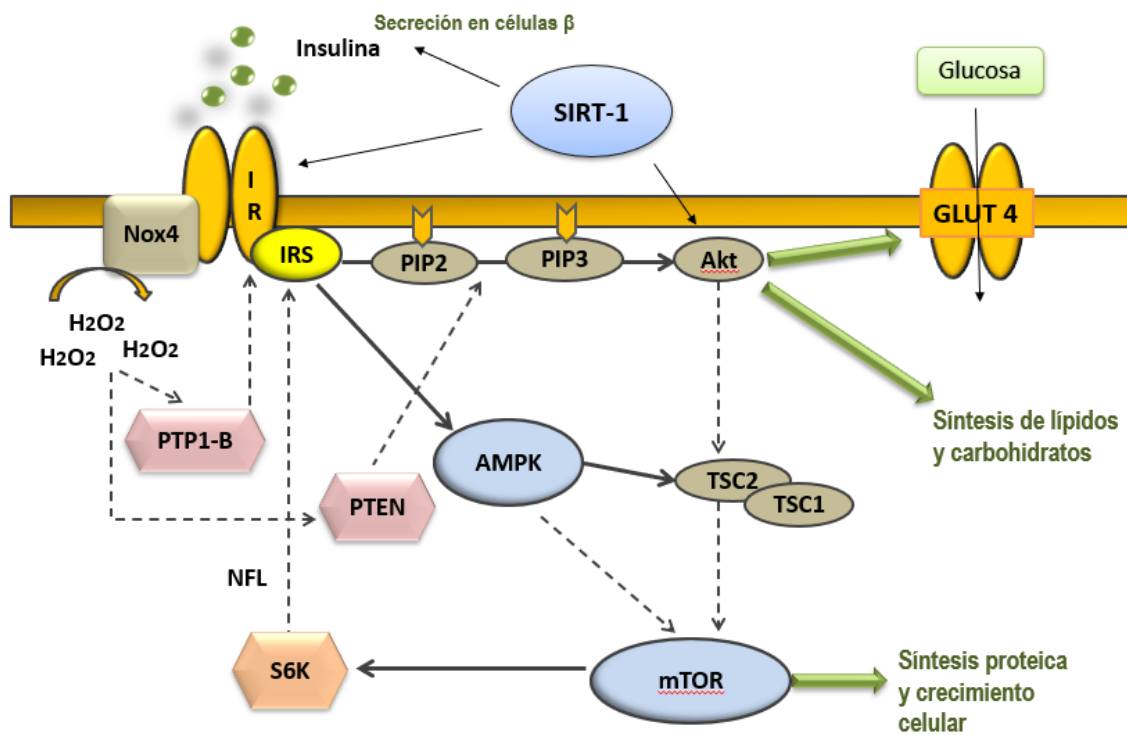 Secreción en células β
Insulina
SIRT-1
Glucosa
I
R
Nox4
IRS
PIP2
PIP3
Akt
GLUT 4
H2O2
H2O2
H2O2
PTP1-B
AMPK
PTEN
TSC2
TSC1
Síntesis de lípidos
y carbohidratos
NFL
S6K
mTOR
Síntesis proteica
y crecimiento
celular